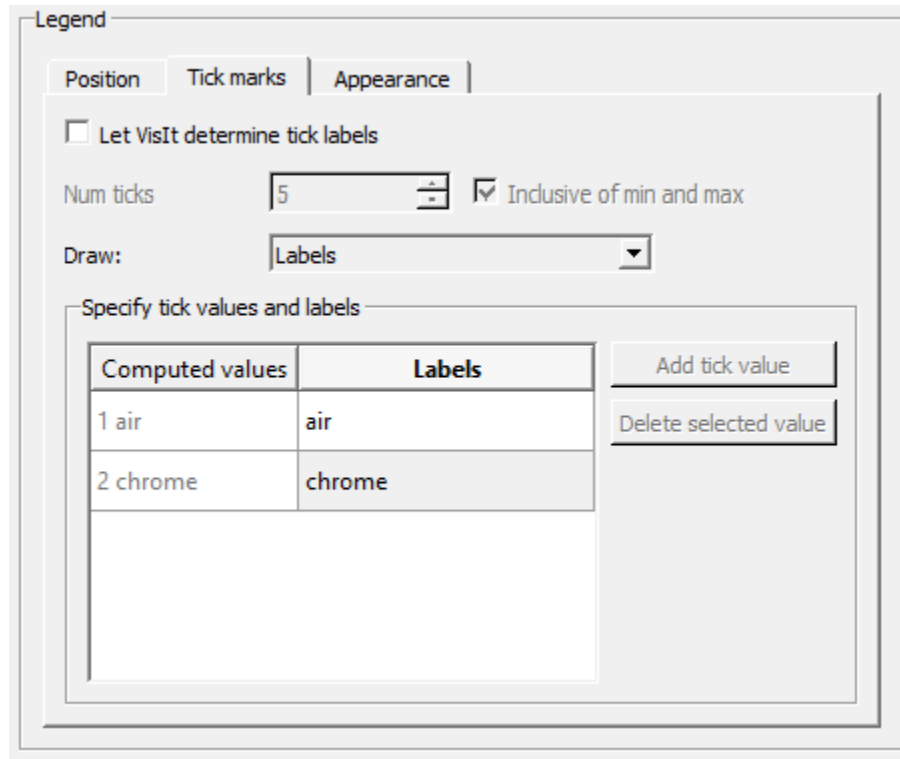 Legend
Position Tick marks Appearance
Let VisIt determine tick labels
Num ticks 5 Inclusive of min and max
Draw: Labels
Specify tick values and labels
Computed values Labels Add tick value
1 air air Delete selected value
2 chrome chrome